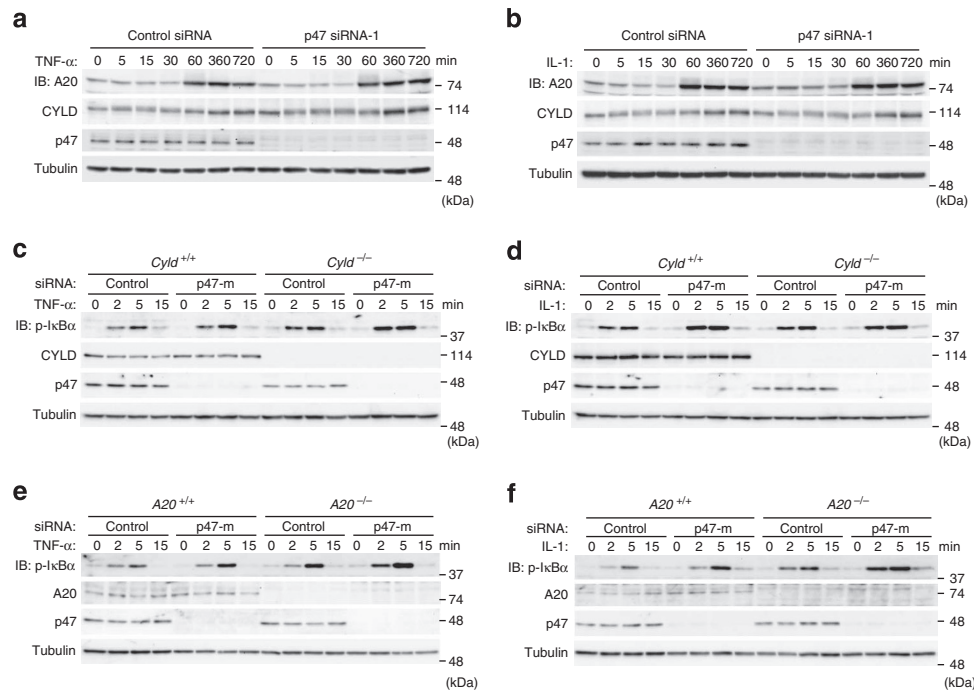 a
Control siRNA p47 siRNA-1
TNF-α: 0 5 15 30 60 360 720 0 5 15 30 60 360 720 min
IB: A20 74
CYLD 114
p47 48
Tubulin
48
(kDa)
b
Control siRNA p47 siRNA-1
IL-1: 0 5 15 30 60 360 720 0 5 15 30 60 360 720 min
IB: A20 74
CYLD 114
p47 48
Tubulin
48
(kDa)
c
Cyld +/+ Cyld –/–
siRNA: Control p47-m Control p47-m
TNF-α: 0 2 5 15 0 2 5 15 0 2 5 15 0 2 5 15 min
IB: p-IκBα 37
CYLD 114
p47 48
Tubulin
48
(kDa)
d
Cyld +/+ Cyld –/–
siRNA: Control p47-m Control p47-m
IL-1: 0 2 5 15 0 2 5 15 0 2 5 15 0 2 5 15 min
IB: p-IκBα 37
CYLD 114
p47 48
Tubulin
48
(kDa)
e
A20 +/+ A20 –/–
siRNA: Control p47-m Control p47-m
TNF-α: 0 2 5 15 0 2 5 15 0 2 5 15 0 2 5 15 min
IB: p-IκBα 37
A20 74
p47 48
Tubulin
48
(kDa)
f
A20 +/+ A20 –/–
siRNA: Control p47-m Control p47-m
IL-1: 0 2 5 15 0 2 5 15 0 2 5 15 0 2 5 15 min
IB: p-IκBα 37
A20 74
p47 48
Tubulin
48
(kDa)